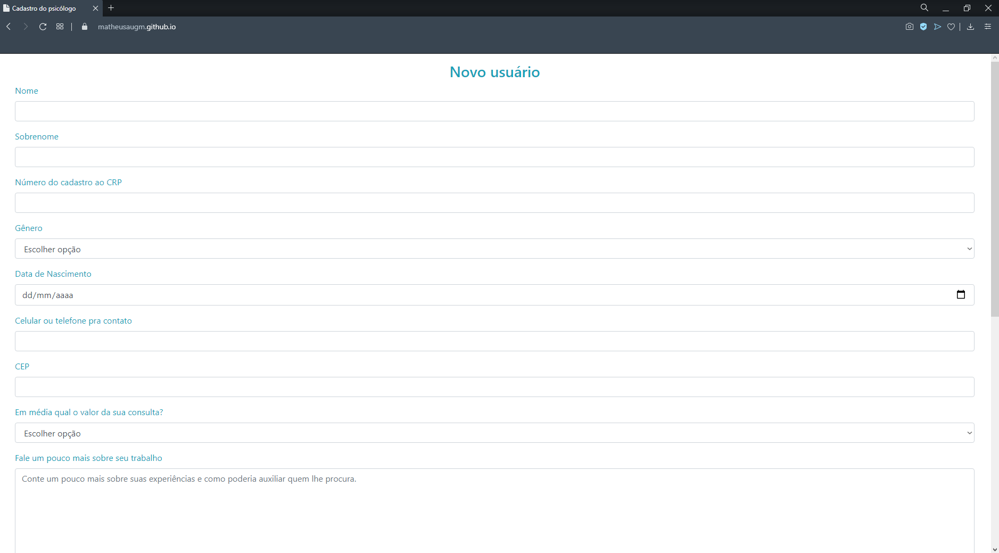 Cadastro do psicólogo
matheusaugm.github.io
Novo usuário
Nome
Sobrenome
Número do cadastro ao CRP
Gênero
Escolher opção
Data de Nascimento
dd/mm/aaaa
Celular ou telefone pra contato
CEP
Em média qual o valor da sua consulta?
Escolher opção
Fale um pouco mais sobre seu trabalho
Conte um pouco mais sobre suas experiências e como poderia auxiliar quem lhe procura.